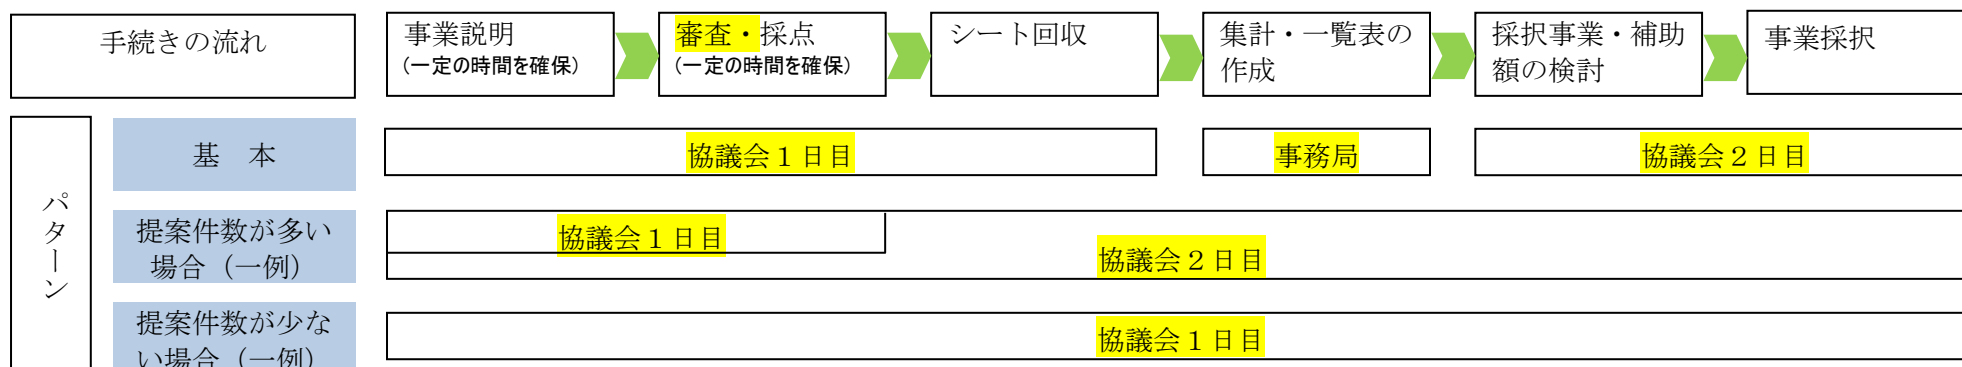 手続きの流れ
事業説明
(一定の時間を確保)
審査・採点
(一定の時間を確保)
シート回収
集計・一覧表の
作成
採択事業・補助
額の検討
事業採択
パターン
基　本
協議会１日目
事務局
協議会２日目
提案件数が多い
場合（一例）
協議会１日目
協議会２日目
提案件数が少な
い場合（一例）
協議会１日目